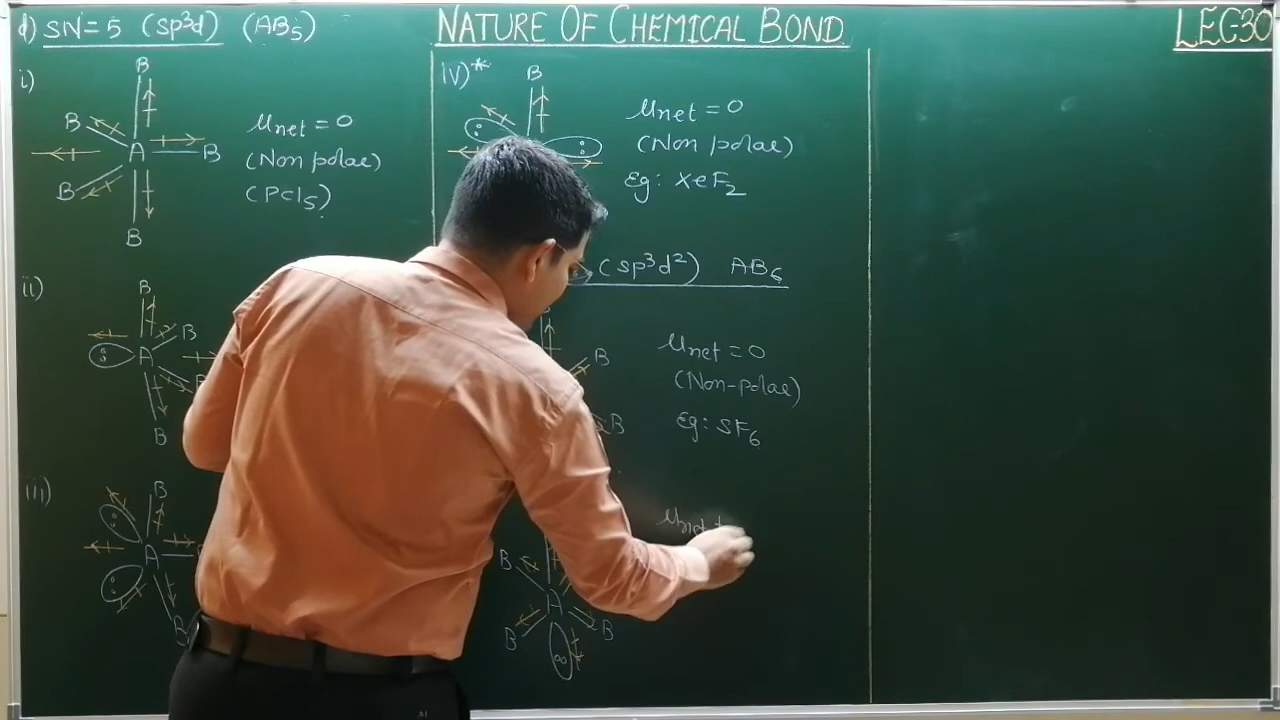 NATURE OF CHEMICAL BOND
LEC30
d) SN=5 (sp³d) (AB₅)
i)
B
B
A
B
B
B
μnet = 0
(Non polar)
(PCl₅)
ii)
B
B
A
B
B
iii)
B
A
B
iv)*
B
μnet = 0
(Non polar)
Eg: XeF₂
(sp³d²) AB₆
B
B
μnet = 0
(Non-polar)
Eg: SF₆
μnet
B
A
B
B